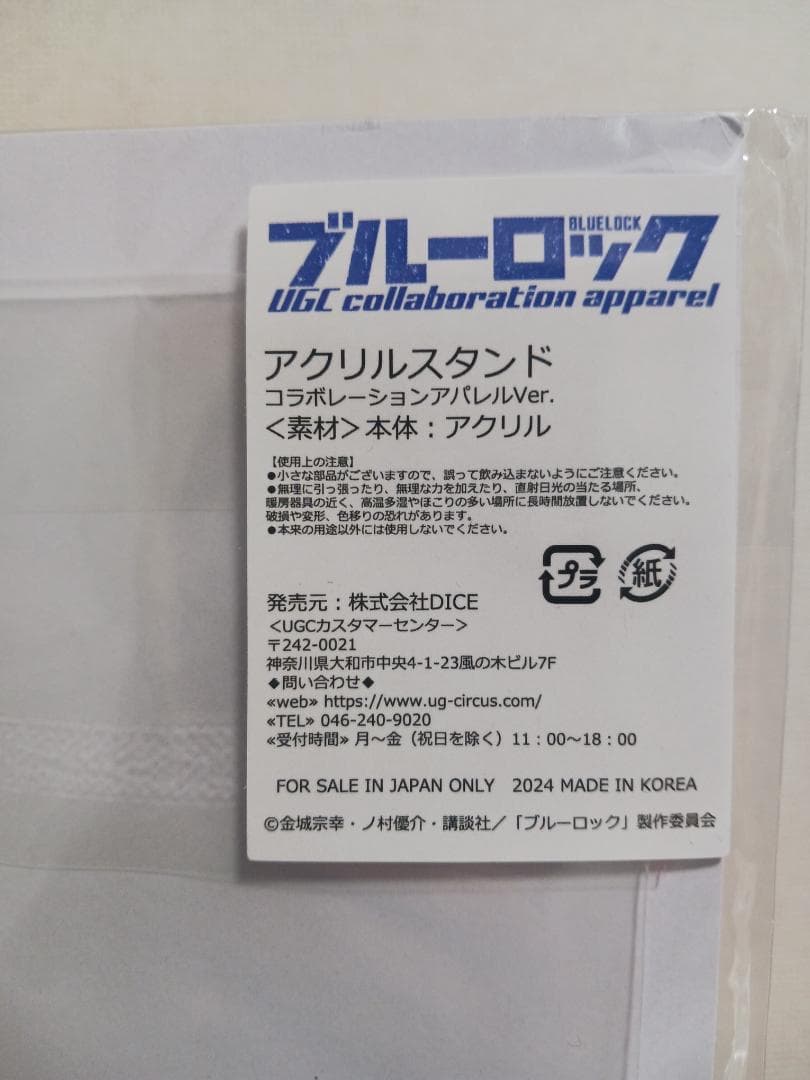 ブルーロック
BLUELOCK
UGC collaboration apparel
アクリルスタンド
コラボレーションアパレルVer.
＜素材＞本体：アクリル
【使用上の注意】
●小さな部品がございますので、誤って飲み込まないようにご注意ください。
●無理に引っ張ったり、無理な力を加えたり、直射日光の当たる場所、
暖房器具の近く、高温多湿やほこりの多い場所に長時間放置しないでください。
破損や変形、色移りの恐れがあります。
●本来の用途以外には使用しないでください。
プラ
紙
発売元：株式会社DICE
＜UGCカスタマーセンター＞
〒242-0021
神奈川県大和市中央4-1-23風の木ビル7F
◆問い合わせ◆
«web» https://www.ug-circus.com/
«TEL» 046-240-9020
«受付時間» 月～金（祝日を除く）11：00～18：00
FOR SALE IN JAPAN ONLY 2024 MADE IN KOREA
©金城宗幸・ノ村優介・講談社／「ブルーロック」製作委員会